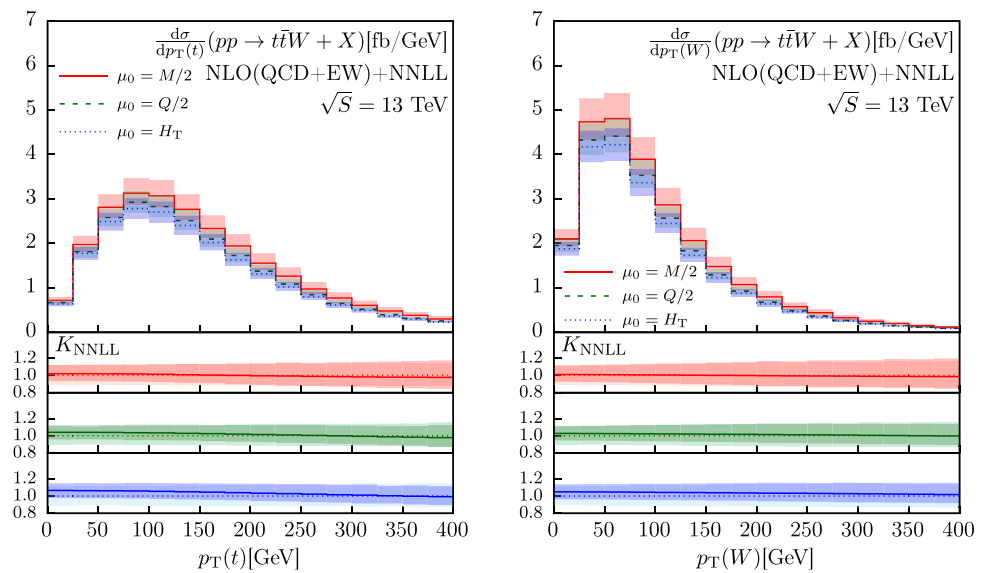 7
6
5
4
3
2
1
0
dσ/dp_T(t) (pp → tt̄W + X)[fb/GeV]
NLO(QCD+EW)+NNLL
√S = 13 TeV
μ₀ = M/2
μ₀ = Q/2
μ₀ = H_T
K_NNLL
1.2
1.0
0.8
1.2
1.0
0.8
1.2
1.0
0.8
0 50 100 150 200 250 300 350 400
p_T(t)[GeV]
7
6
5
4
3
2
1
0
dσ/dp_T(W) (pp → tt̄W + X)[fb/GeV]
NLO(QCD+EW)+NNLL
√S = 13 TeV
μ₀ = M/2
μ₀ = Q/2
μ₀ = H_T
K_NNLL
1.2
1.0
0.8
1.2
1.0
0.8
1.2
1.0
0.8
0 50 100 150 200 250 300 350 400
p_T(W)[GeV]